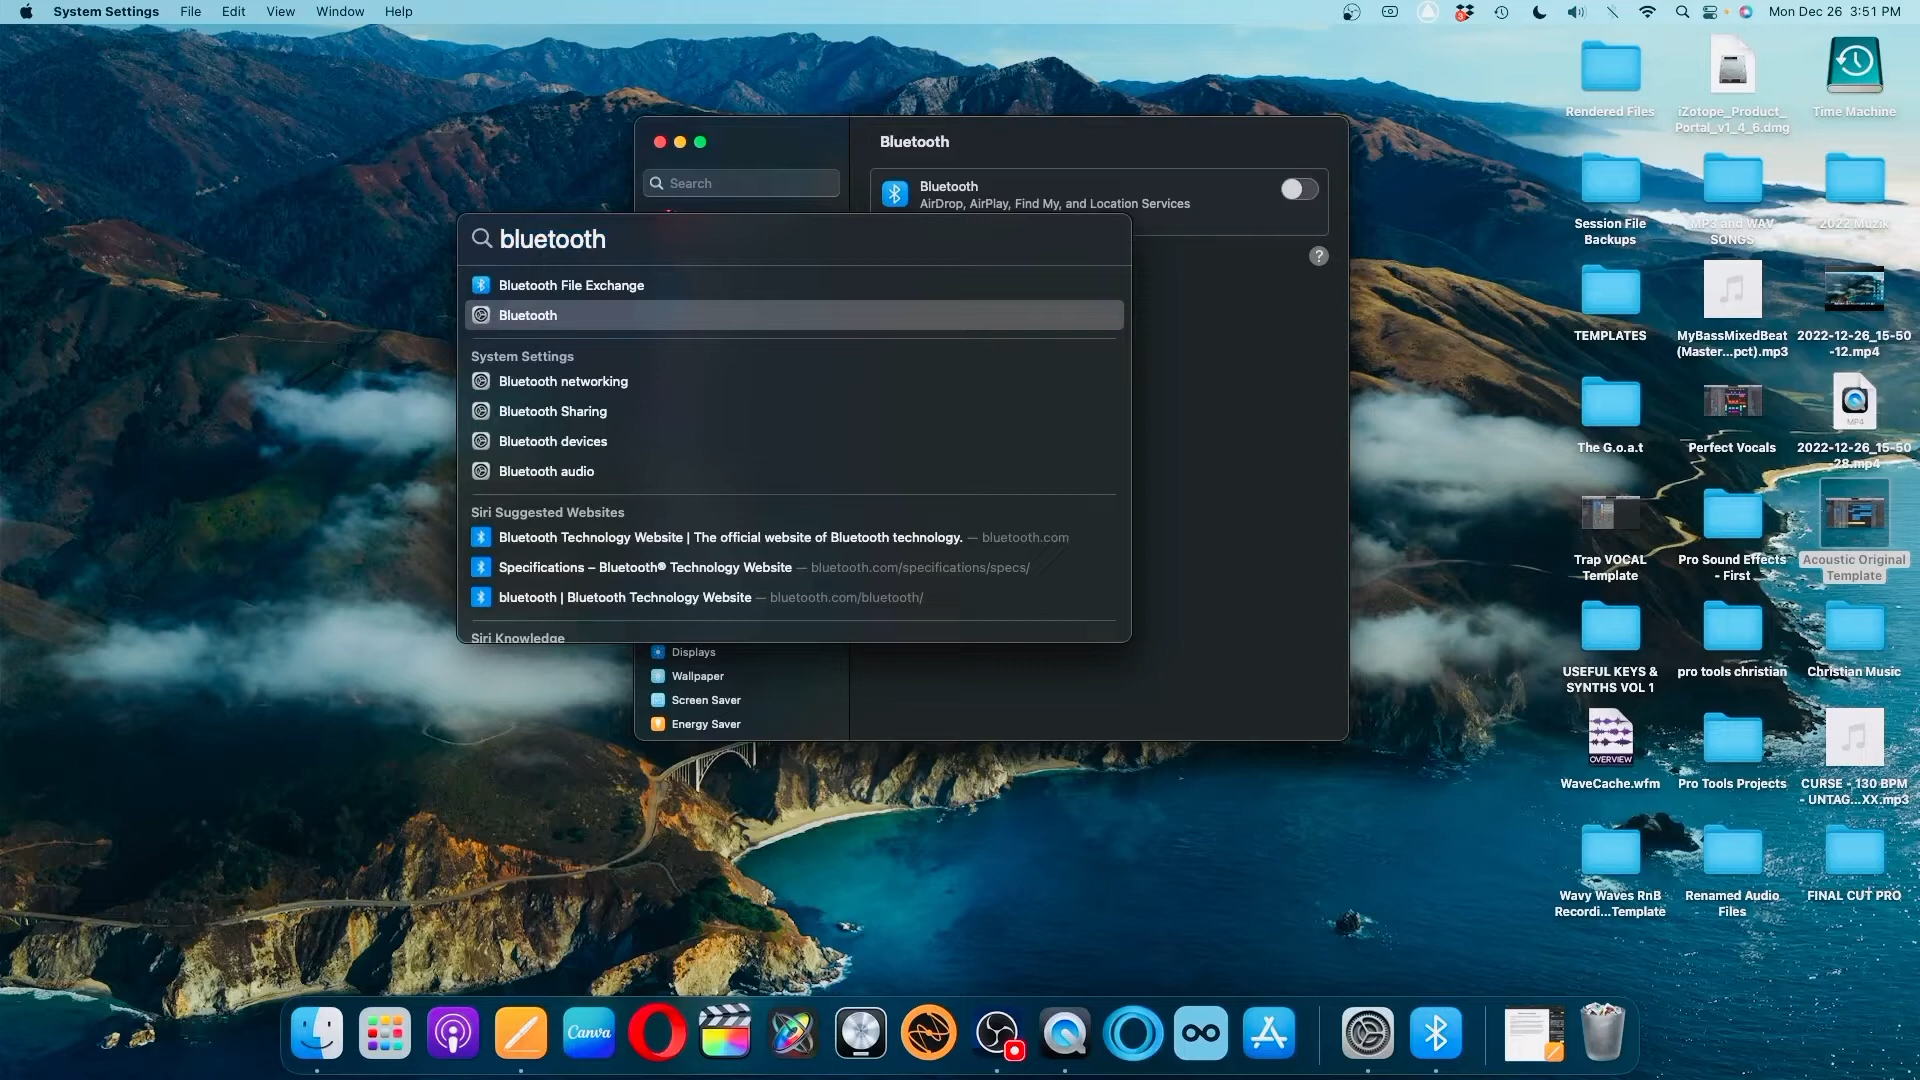 System Settings File Edit View Window Help
Mon Dec 26 3:51 PM
Bluetooth
Search
Bluetooth
AirDrop, AirPlay, Find My, and Location Services
?
bluetooth
Bluetooth File Exchange
Bluetooth
System Settings
Bluetooth networking
Bluetooth Sharing
Bluetooth devices
Bluetooth audio
Siri Suggested Websites
Bluetooth Technology Website | The official website of Bluetooth technology. — bluetooth.com
Specifications – Bluetooth® Technology Website — bluetooth.com/specifications/specs/
bluetooth | Bluetooth Technology Website — bluetooth.com/bluetooth/
Siri Knowledge
Displays
Wallpaper
Screen Saver
Energy Saver
Rendered Files
iZotope_Product_
Portal_v1_4_6.dmg
Time Machine
Session File
Backups
MP3 and WAV
SONGS
2022 Muzik
TEMPLATES
MyBassMixedBeat
(Master...pct).mp3
2022-12-26_15-50
-12.mp4
The G.o.a.t
Perfect Vocals
MP4
2022-12-26_15-50
-28.mp4
Trap VOCAL
Template
Pro Sound Effects
- First
Acoustic Original
Template
USEFUL KEYS &
SYNTHS VOL 1
pro tools christian
Christian Music
OVERVIEW
WaveCache.wfm
Pro Tools Projects
CURSE - 130 BPM
- UNTAG...XX.mp3
Wavy Waves RnB
Recordi...Template
Renamed Audio
Files
FINAL CUT PRO
Canva